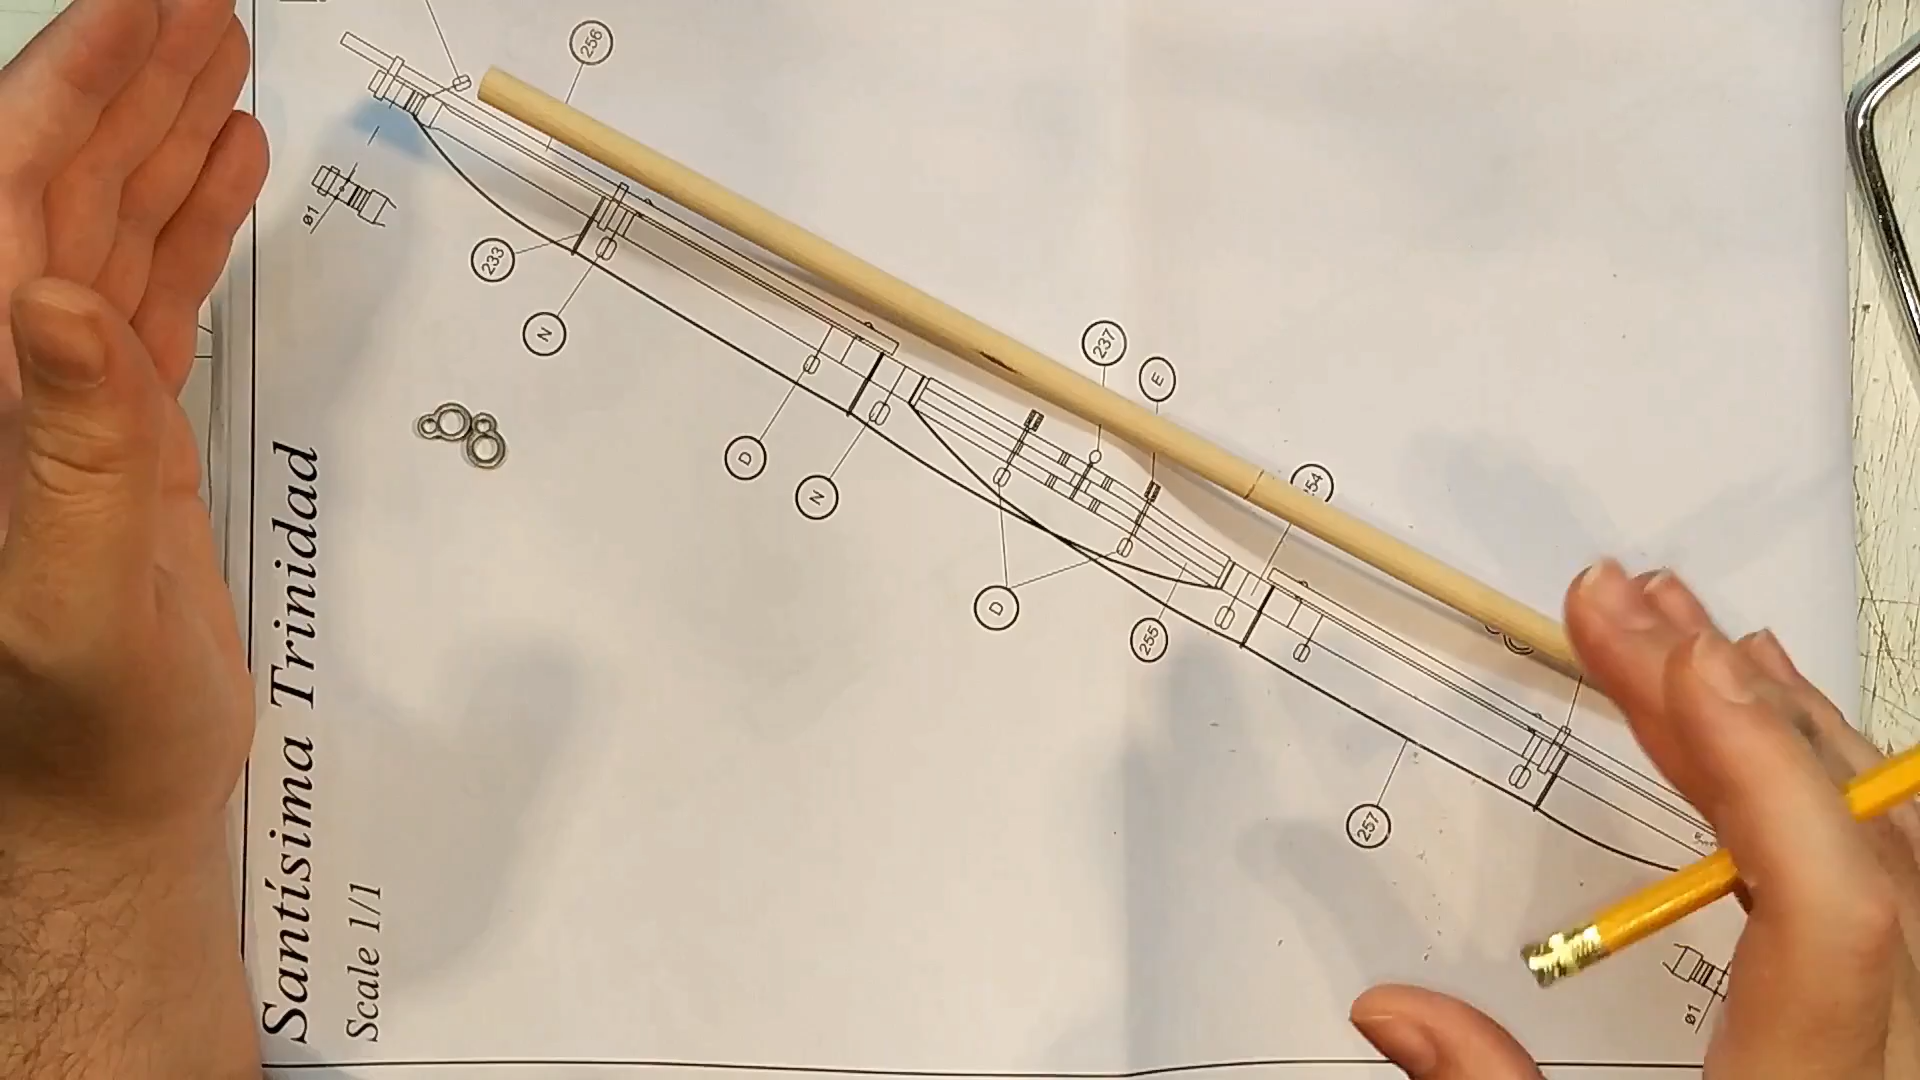 Santísima Trinidad
Scale 1/1
256
Ø1
233
N
237
E
D
N
254
D
255
257
Ø1